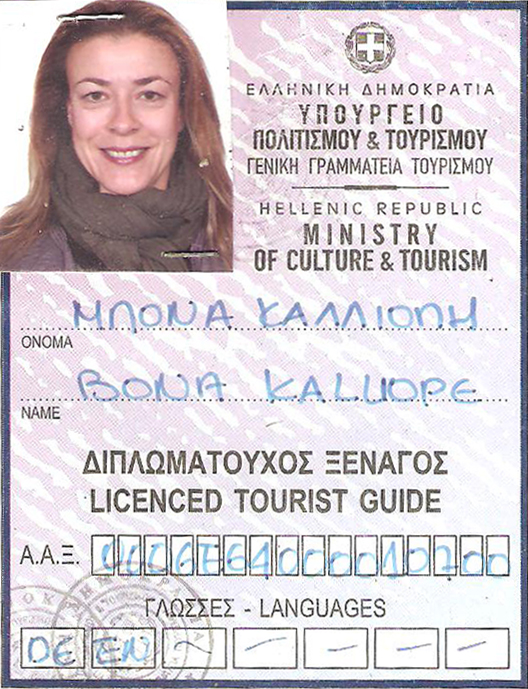 ΕΛΛΗΝΙΚΗ ΔΗΜΟΚΡΑΤΙΑ
ΥΠΟΥΡΓΕΙΟ
ΠΟΛΙΤΙΣΜΟΥ & ΤΟΥΡΙΣΜΟΥ
ΓΕΝΙΚΗ ΓΡΑΜΜΑΤΕΙΑ ΤΟΥΡΙΣΜΟΥ
HELLENIC REPUBLIC
MINISTRY
OF CULTURE & TOURISM
ΜΠΟΝΑ ΚΑΛΛΙΟΠΗ
ΟΝΟΜΑ
BONA KALLIOPE
NAME
ΔΙΠΛΩΜΑΤΟΥΧΟΣ ΞΕΝΑΓΟΣ
LICENCED TOURIST GUIDE
Α.Α.Ξ.
ΓΛΩΣΣΕΣ - LANGUAGES
DE EN